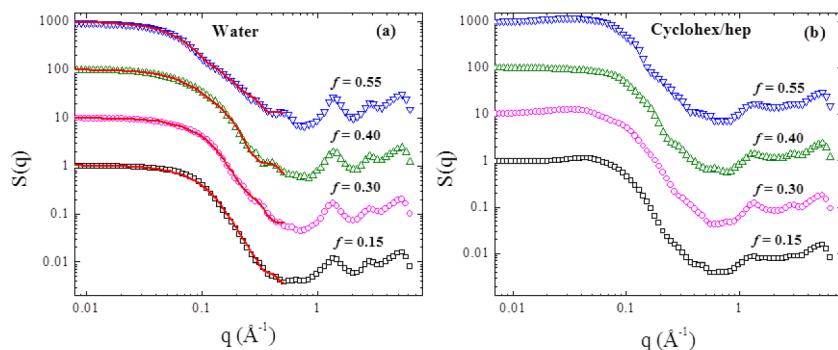 Water
(a)
1000
100
10
1
0.1
0.01
S(q)
f = 0.55
f = 0.40
f = 0.30
f = 0.15
0.01
0.1
1
q (Å⁻¹)
(b)
Cyclohex/hep
1000
100
10
1
0.1
0.01
S(q)
f = 0.55
f = 0.40
f = 0.30
f = 0.15
0.01
0.1
1
q (Å⁻¹)